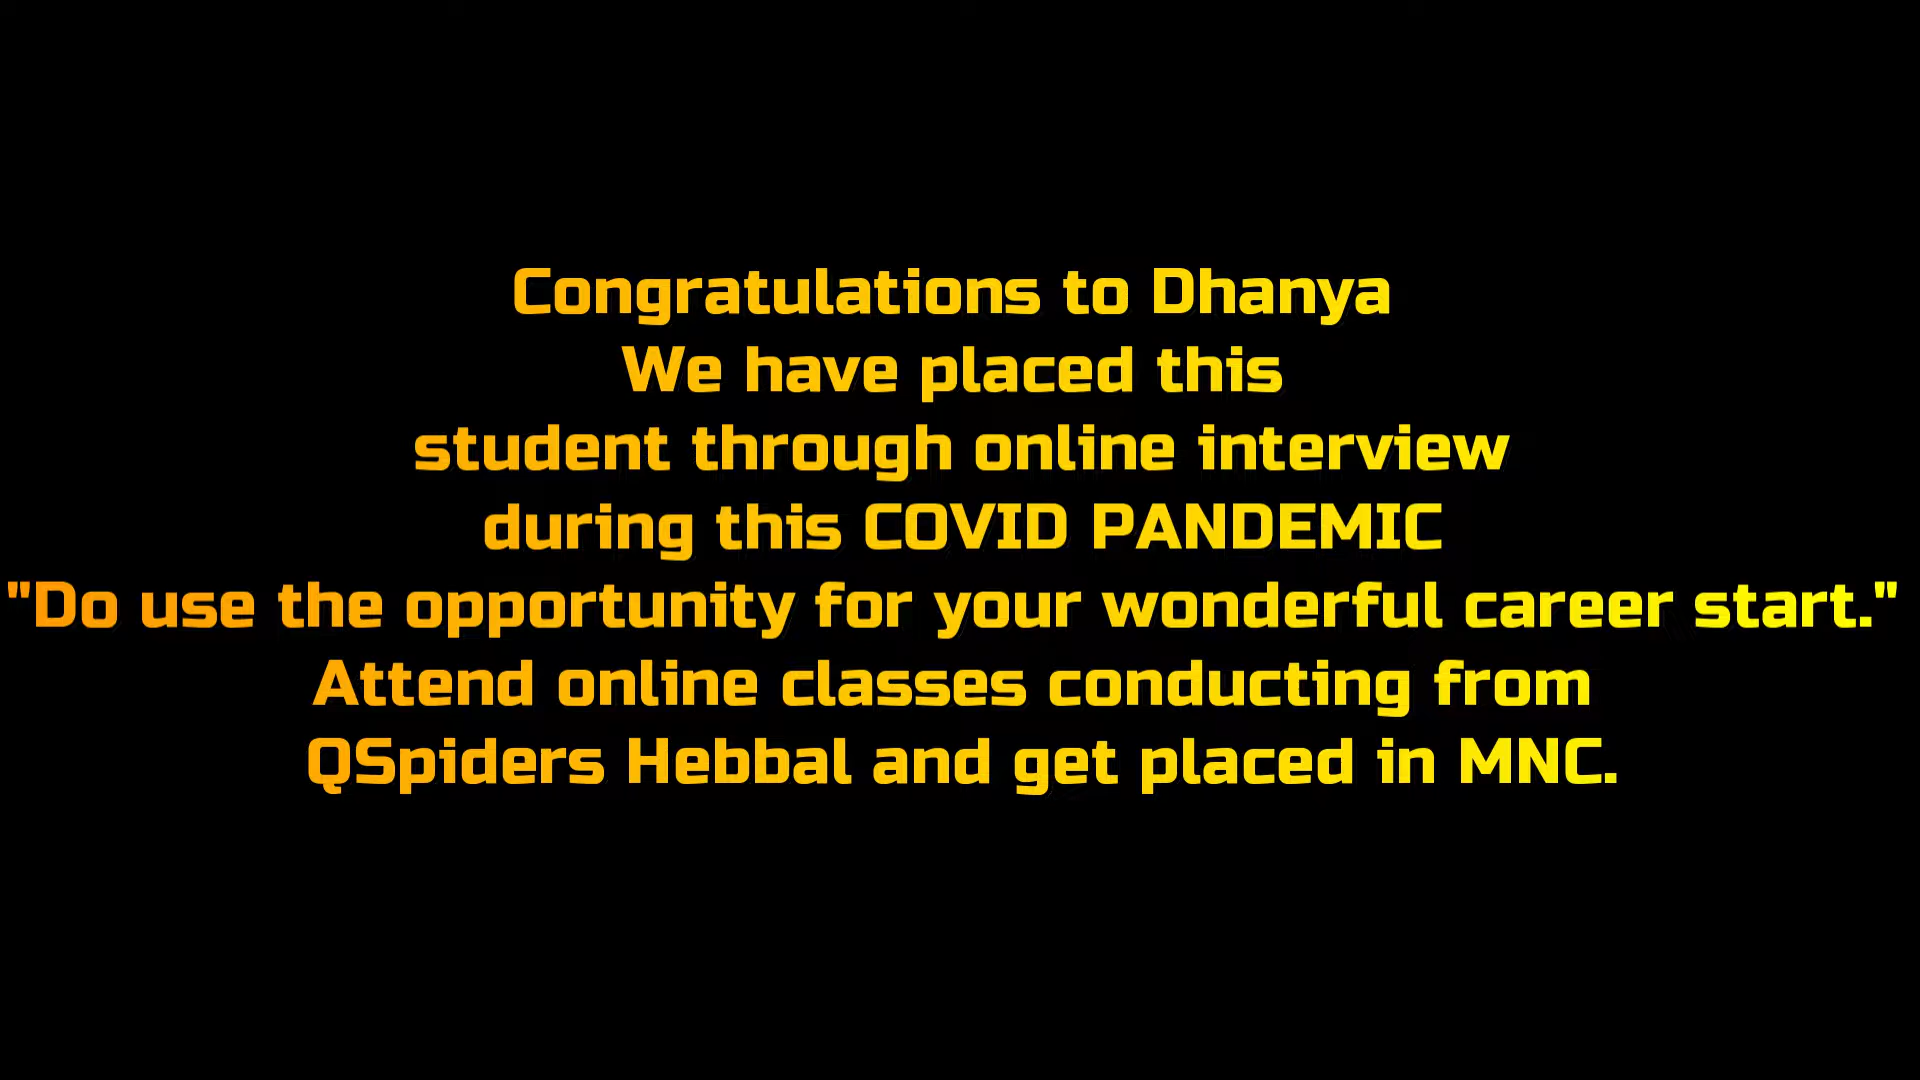 Congratulations to Dhanya
We have placed this
student through online interview
during this COVID PANDEMIC
"Do use the opportunity for your wonderful career start."
Attend online classes conducting from
QSpiders Hebbal and get placed in MNC.